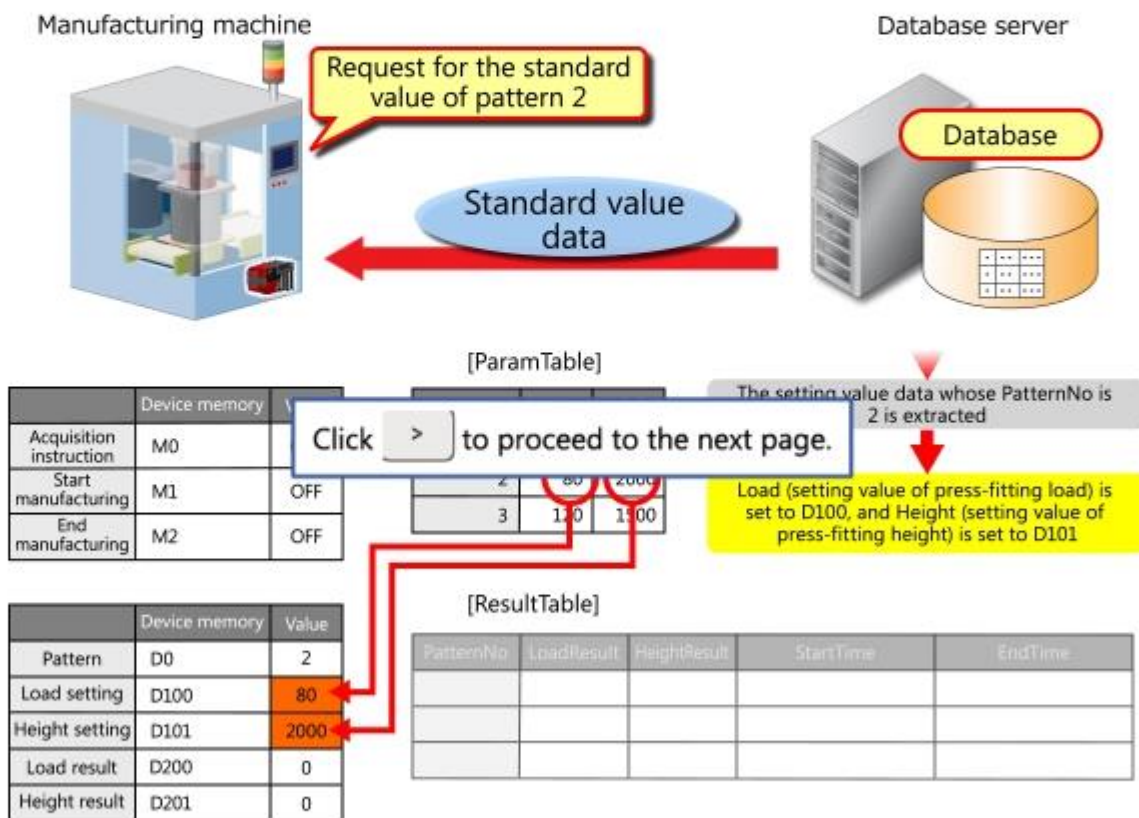 Manufacturing machine
Database server
Request for the standard
value of pattern 2
Database
Standard value
data
[ParamTable]
Device memory
The setting value data whose PatternNo is
2 is extracted
Acquisition
instruction
M0
Click > to proceed to the next page.
Start
manufacturing
M1
OFF
2 80 2000
Load (setting value of press-fitting load) is
set to D100, and Height (setting value of
press-fitting height) is set to D101
End
manufacturing
M2
OFF
3 120 1500
[ResultTable]
Device memory Value
Pattern D0 2
Load setting D100 80
Height setting D101 2000
Load result D200 0
Height result D201 0
PatternNo LoadResult HeightResult StartTime EndTime